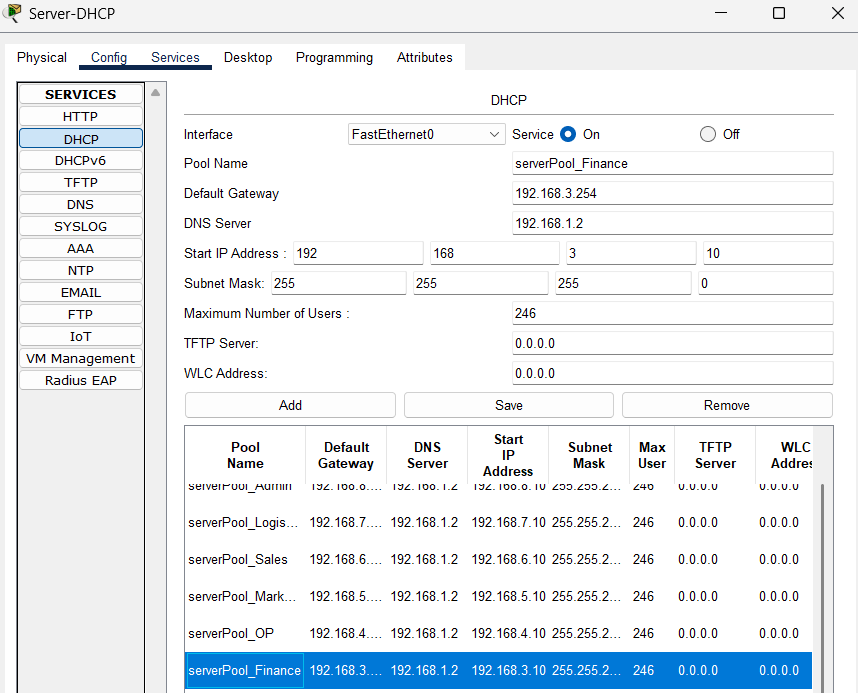 Server-DHCP
Physical Config Services Desktop Programming Attributes
SERVICES
HTTP
DHCP
DHCPv6
TFTP
DNS
SYSLOG
AAA
NTP
EMAIL
FTP
IoT
VM Management
Radius EAP
DHCP
Interface FastEthernet0 Service On Off
Pool Name serverPool_Finance
Default Gateway 192.168.3.254
DNS Server 192.168.1.2
Start IP Address : 192 168 3 10
Subnet Mask: 255 255 255 0
Maximum Number of Users : 246
TFTP Server: 0.0.0.0
WLC Address: 0.0.0.0
Add Save Remove
Pool Name Default Gateway DNS Server Start IP Address Subnet Mask Max User TFTP Server WLC Addres
serverPool_Admin 192.168.8.... 192.168.1.2 192.168.8.10 255.255.2... 246 0.0.0.0 0.0.0.0
serverPool_Logis... 192.168.7.... 192.168.1.2 192.168.7.10 255.255.2... 246 0.0.0.0 0.0.0.0
serverPool_Sales 192.168.6.... 192.168.1.2 192.168.6.10 255.255.2... 246 0.0.0.0 0.0.0.0
serverPool_Mark... 192.168.5.... 192.168.1.2 192.168.5.10 255.255.2... 246 0.0.0.0 0.0.0.0
serverPool_OP 192.168.4.... 192.168.1.2 192.168.4.10 255.255.2... 246 0.0.0.0 0.0.0.0
serverPool_Finance 192.168.3.... 192.168.1.2 192.168.3.10 255.255.2... 246 0.0.0.0 0.0.0.0